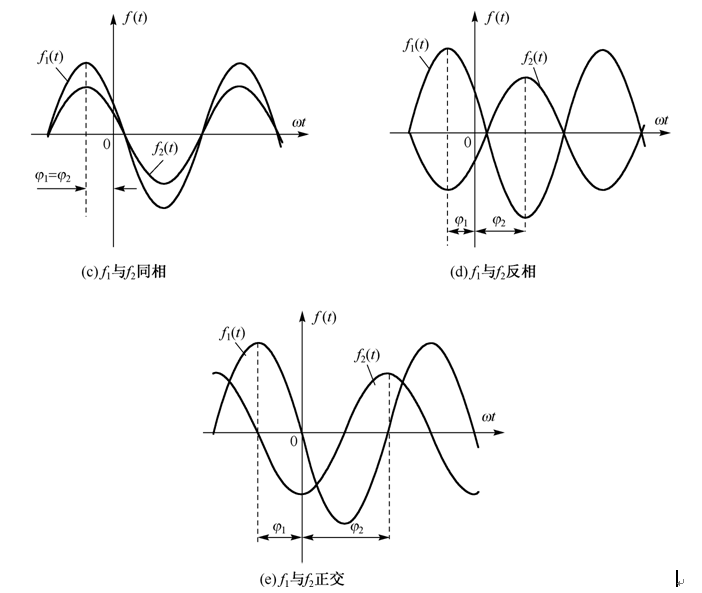 f(t)
f₁(t)
ωt
0
f₂(t)
φ₁=φ₂
(c) f₁与f₂同相
f(t)
f₁(t)
f₂(t)
ωt
0
φ₁ φ₂
(d) f₁与f₂反相
f(t)
f₁(t)
f₂(t)
ωt
0
φ₁ φ₂
(e) f₁与f₂正交